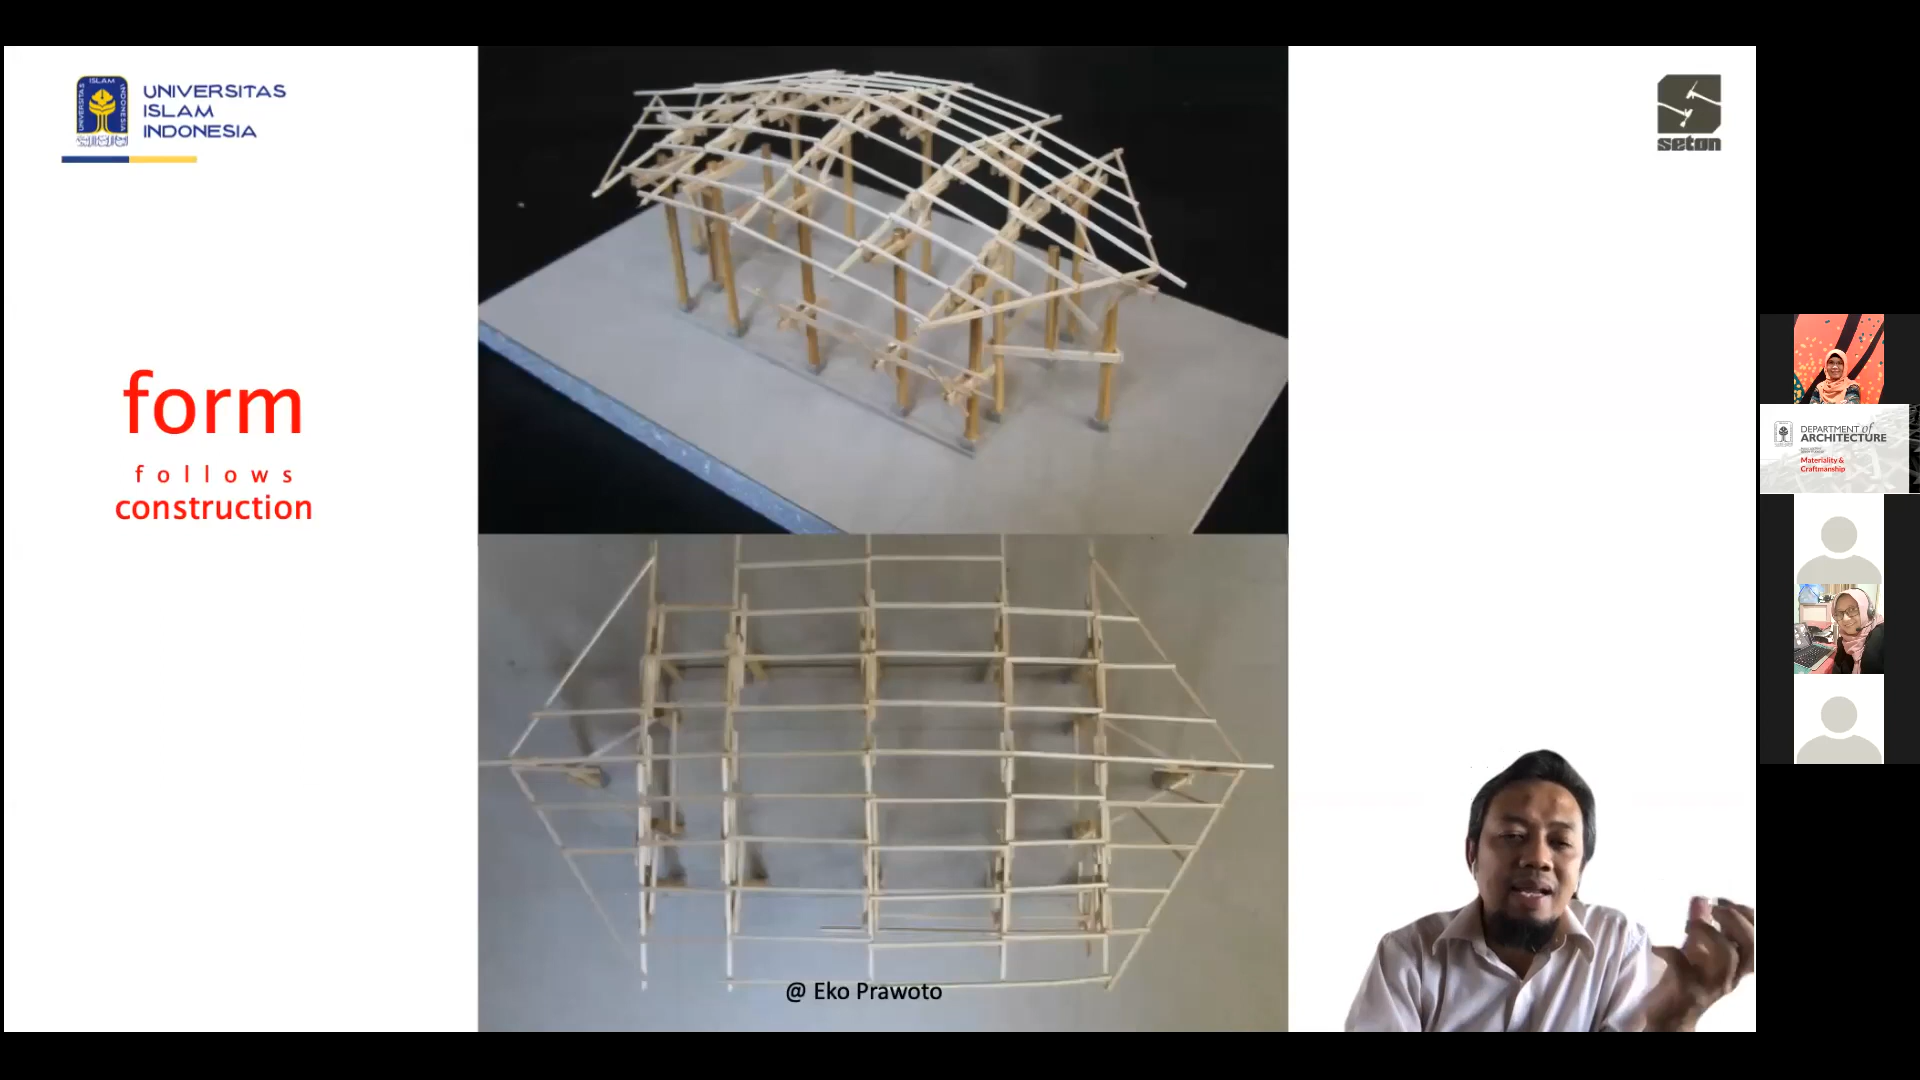 UNIVERSITAS
ISLAM
INDONESIA
seton
form
follows
construction
@ Eko Prawoto
DEPARTMENT of
ARCHITECTURE
Materiality &
Craftmanship